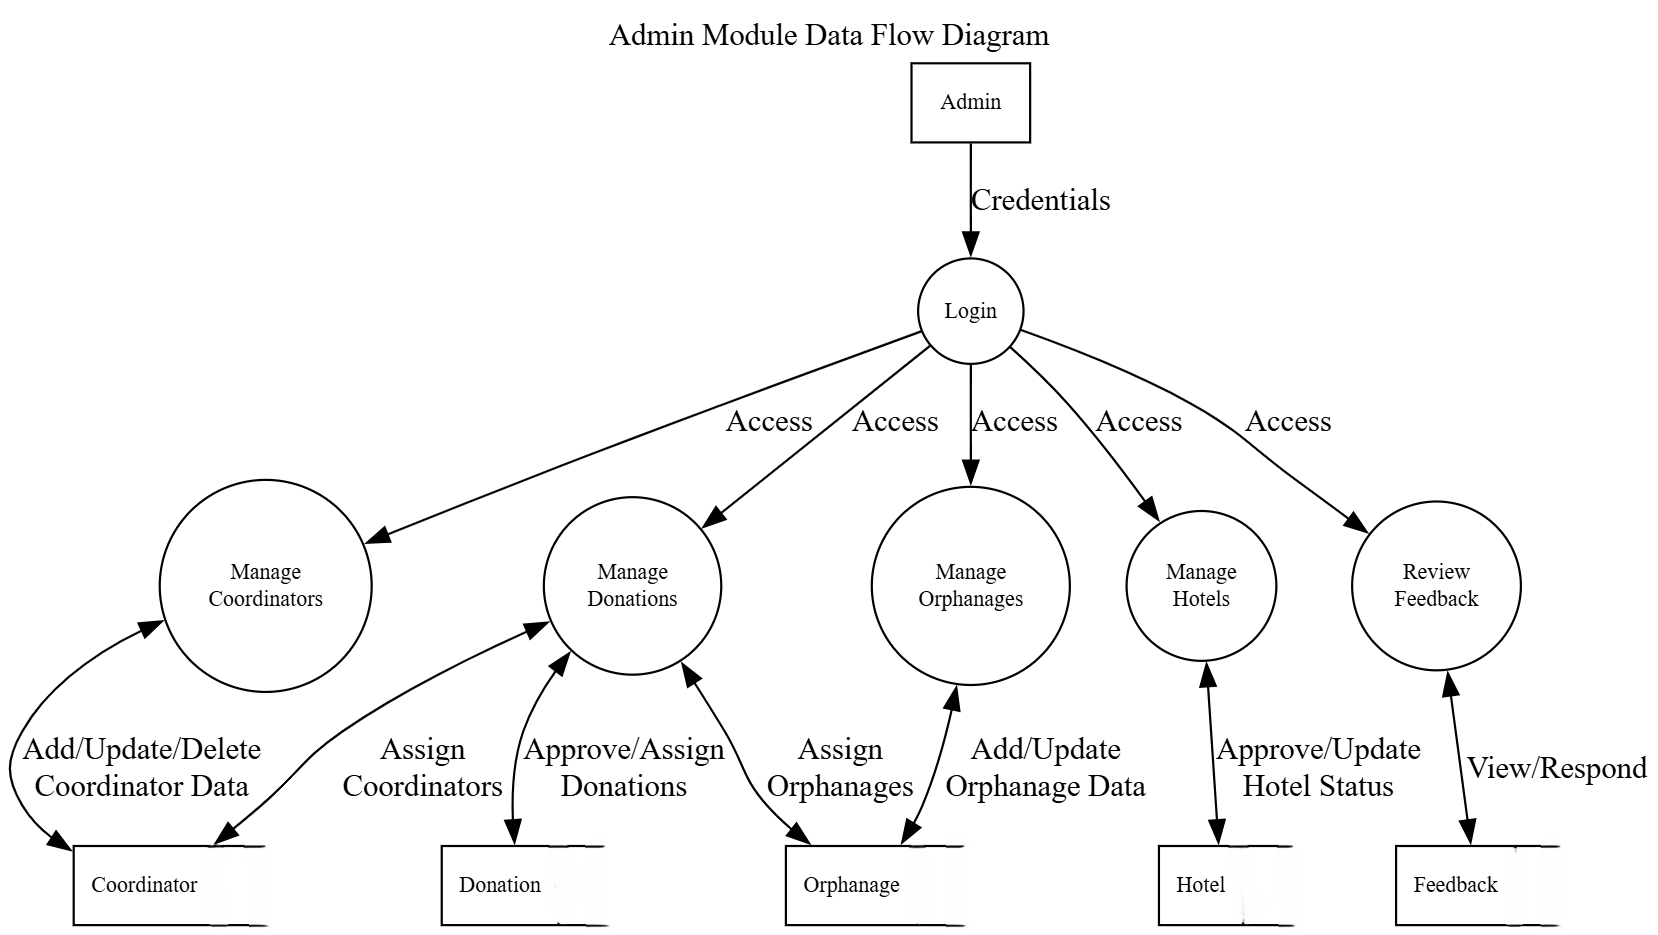 Admin Module Data Flow Diagram
Admin
Credentials
Login
Access
Access
Access
Access
Access
Manage
Coordinators
Manage
Donations
Manage
Orphanages
Manage
Hotels
Review
Feedback
Add/Update/Delete
Coordinator Data
Assign
Coordinators
Approve/Assign
Donations
Assign
Orphanages
Add/Update
Orphanage Data
Approve/Update
Hotel Status
View/Respond
Coordinator
Donation
Orphanage
Hotel
Feedback